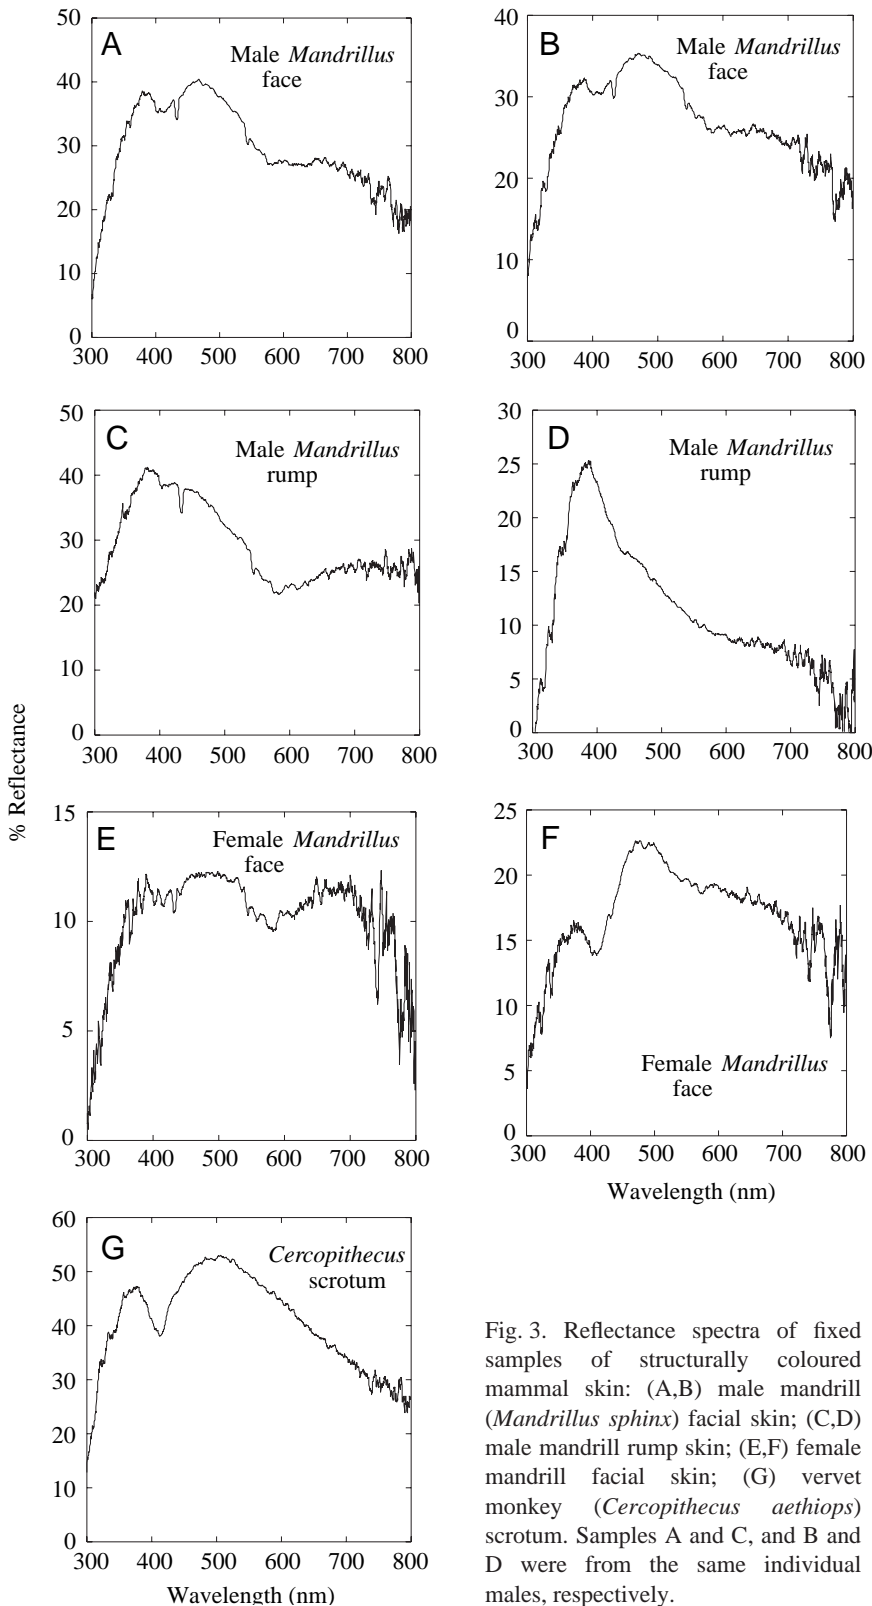 A
Male Mandrillus
face
50
40
30
20
10
0
300 400 500 600 700 800
B
Male Mandrillus
face
40
30
20
10
0
300 400 500 600 700 800
C
Male Mandrillus
rump
50
40
30
20
10
0
300 400 500 600 700 800
D
Male Mandrillus
rump
30
25
20
15
10
5
0
300 400 500 600 700 800
% Reflectance
E
Female Mandrillus
face
15
10
5
0
300 400 500 600 700 800
F
Female Mandrillus
face
25
20
15
10
5
0
300 400 500 600 700 800
Wavelength (nm)
G
Cercopithecus
scrotum
60
50
40
30
20
10
0
300 400 500 600 700 800
Wavelength (nm)
Fig. 3. Reflectance spectra of fixed
samples of structurally coloured
mammal skin: (A,B) male mandrill
(Mandrillus sphinx) facial skin; (C,D)
male mandrill rump skin; (E,F) female
mandrill facial skin; (G) vervet
monkey (Cercopithecus aethiops)
scrotum. Samples A and C, and B and
D were from the same individual
males, respectively.